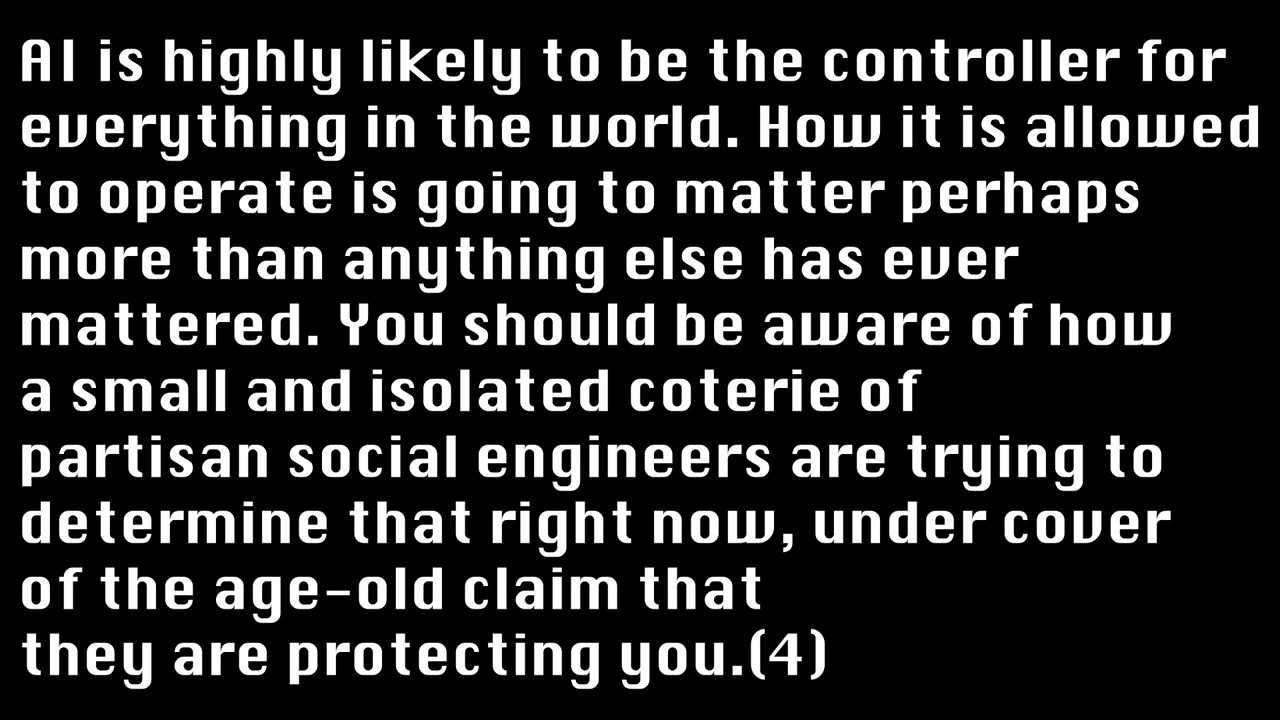 AI is highly likely to be the controller for
everything in the world. How it is allowed
to operate is going to matter perhaps
more than anything else has ever
mattered. You should be aware of how
a small and isolated coterie of
partisan social engineers are trying to
determine that right now, under cover
of the age-old claim that
they are protecting you.(4)